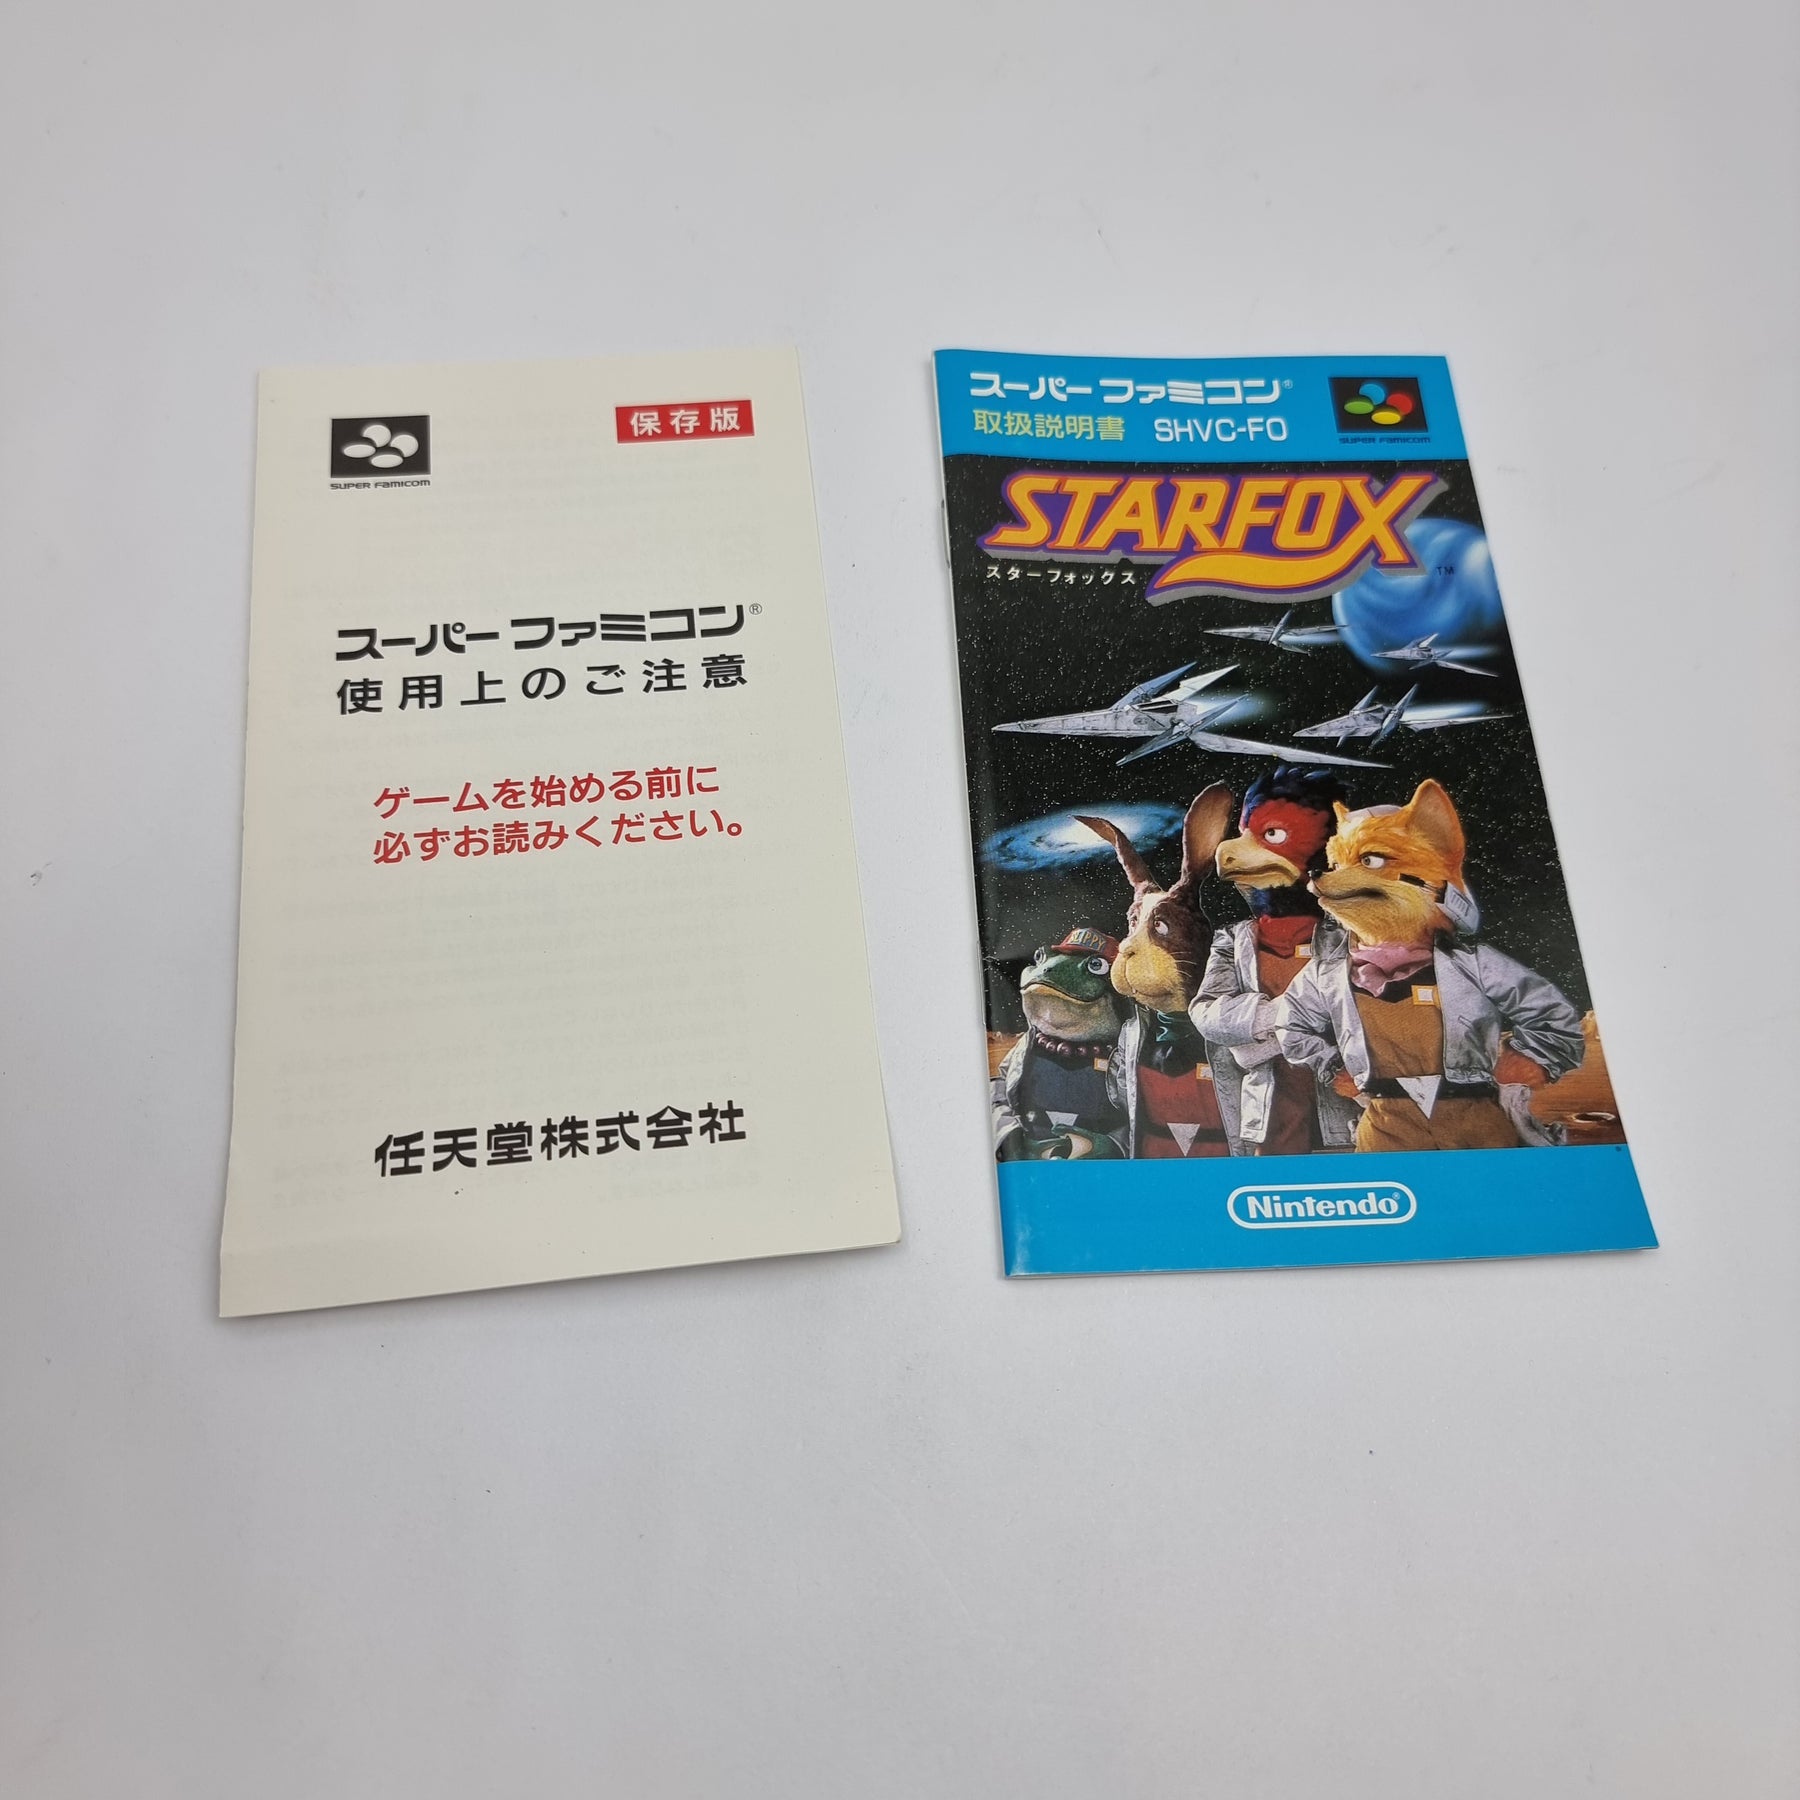 SUPER FAMICOM
保存版
スーパーファミコン®
使用上のご注意
ゲームを始める前に
必ずお読みください。
任天堂株式会社
スーパーファミコン®
取扱説明書 SHVC-FO
SUPER FAMICOM
STARFOX
スターフォックス
TM
SLIPPY
Nintendo®